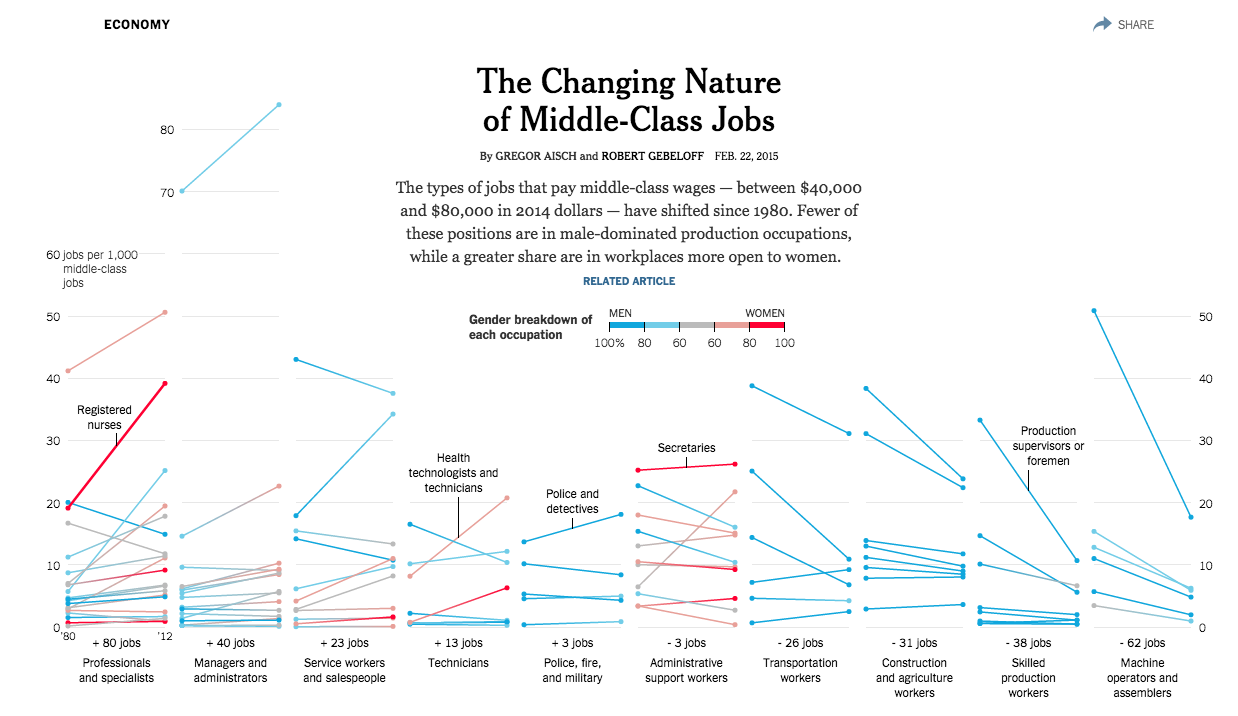 ECONOMY
SHARE
The Changing Nature
of Middle-Class Jobs
By GREGOR AISCH and ROBERT GEBELOFF FEB. 22, 2015
The types of jobs that pay middle-class wages — between $40,000
and $80,000 in 2014 dollars — have shifted since 1980. Fewer of
these positions are in male-dominated production occupations,
while a greater share are in workplaces more open to women.
RELATED ARTICLE
Gender breakdown of
each occupation
MEN WOMEN
100% 80 60 60 80 100
80
70
60 jobs per 1,000
middle-class
jobs
50
40
30
20
10
0
50
40
30
20
10
0
Registered
nurses
Health
technologists and
technicians
Police and
detectives
Secretaries
Production
supervisors or
foremen
'80 '12
+ 80 jobs
Professionals
and specialists
+ 40 jobs
Managers and
administrators
+ 23 jobs
Service workers
and salespeople
+ 13 jobs
Technicians
+ 3 jobs
Police, fire,
and military
- 3 jobs
Administrative
support workers
- 26 jobs
Transportation
workers
- 31 jobs
Construction
and agriculture
workers
- 38 jobs
Skilled
production
workers
- 62 jobs
Machine
operators and
assemblers